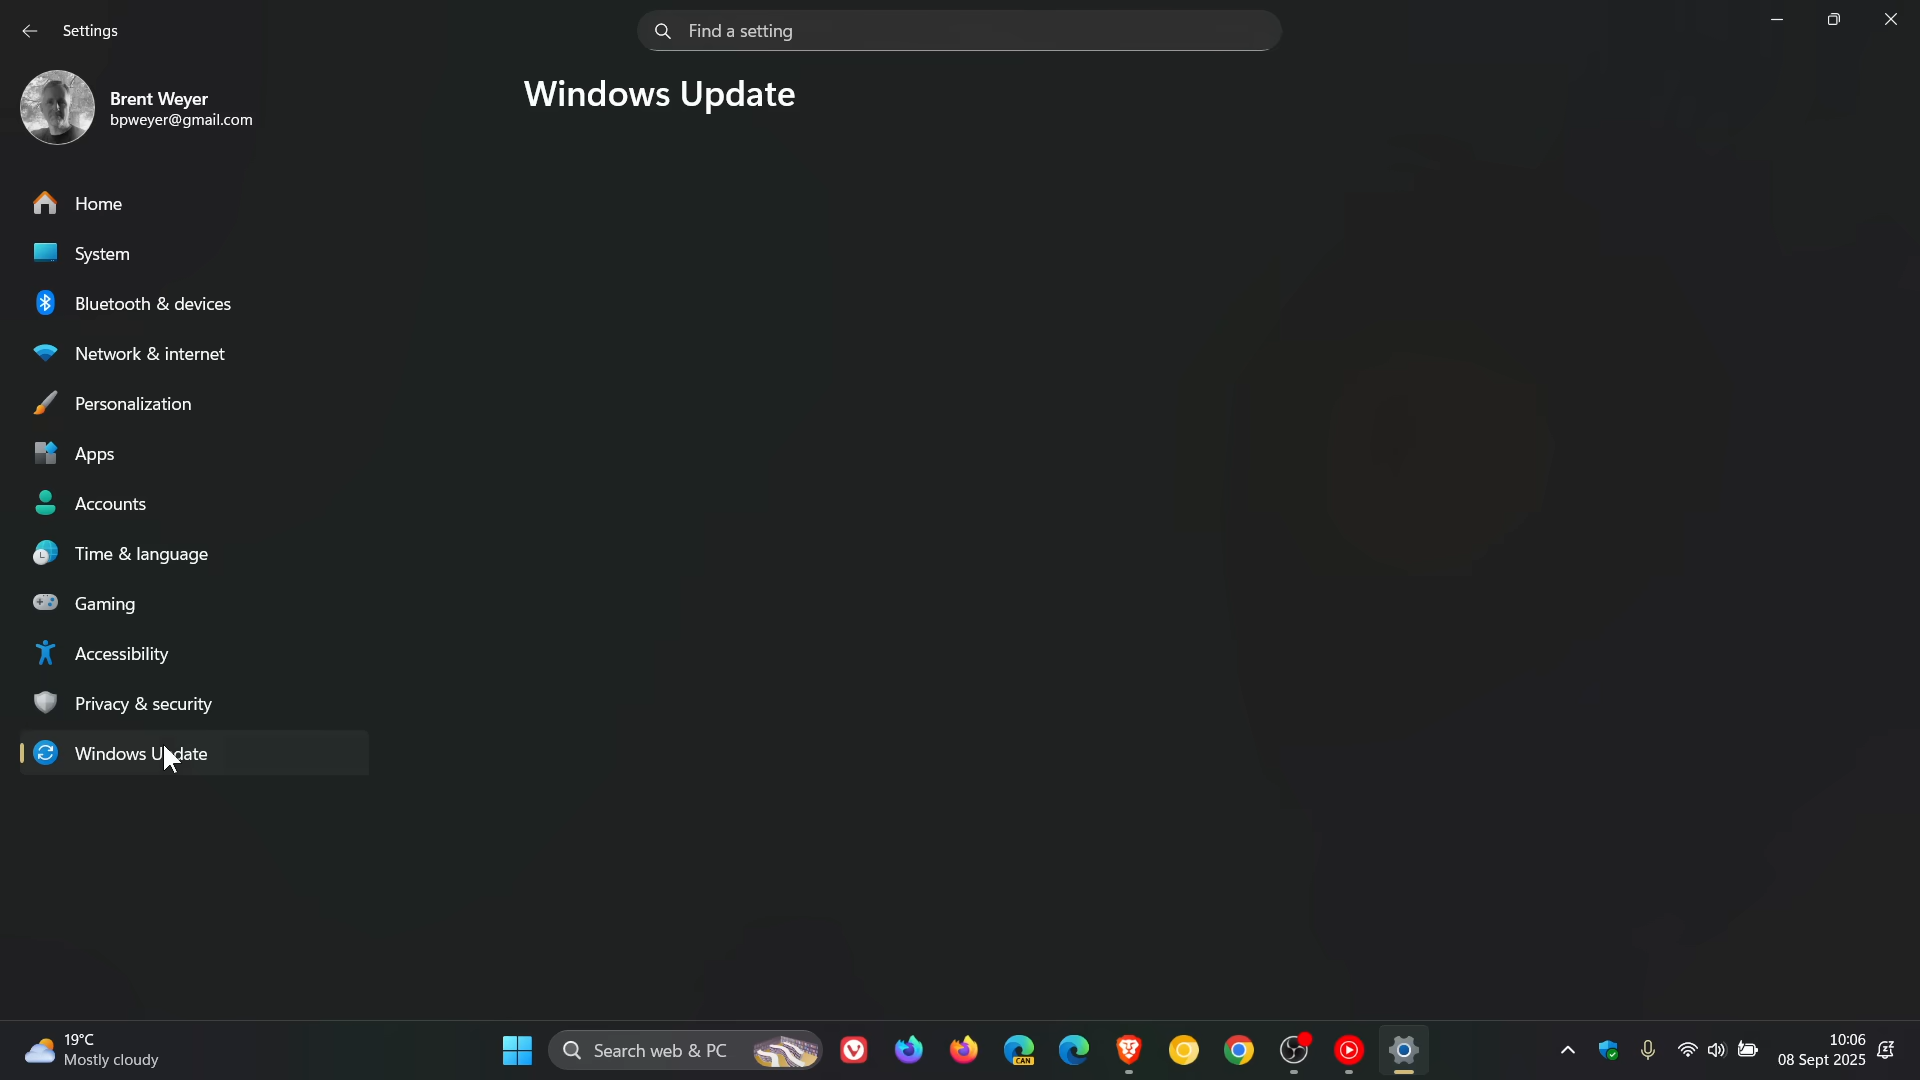 Settings
Find a setting
Brent Weyer
bpweyer@gmail.com
Windows Update
Home
System
Bluetooth & devices
Network & internet
Personalization
Apps
Accounts
Time & language
Gaming
Accessibility
Privacy & security
Windows Update
19°C
Mostly cloudy
Search web & PC
CAN
10:06
08 Sept 2025